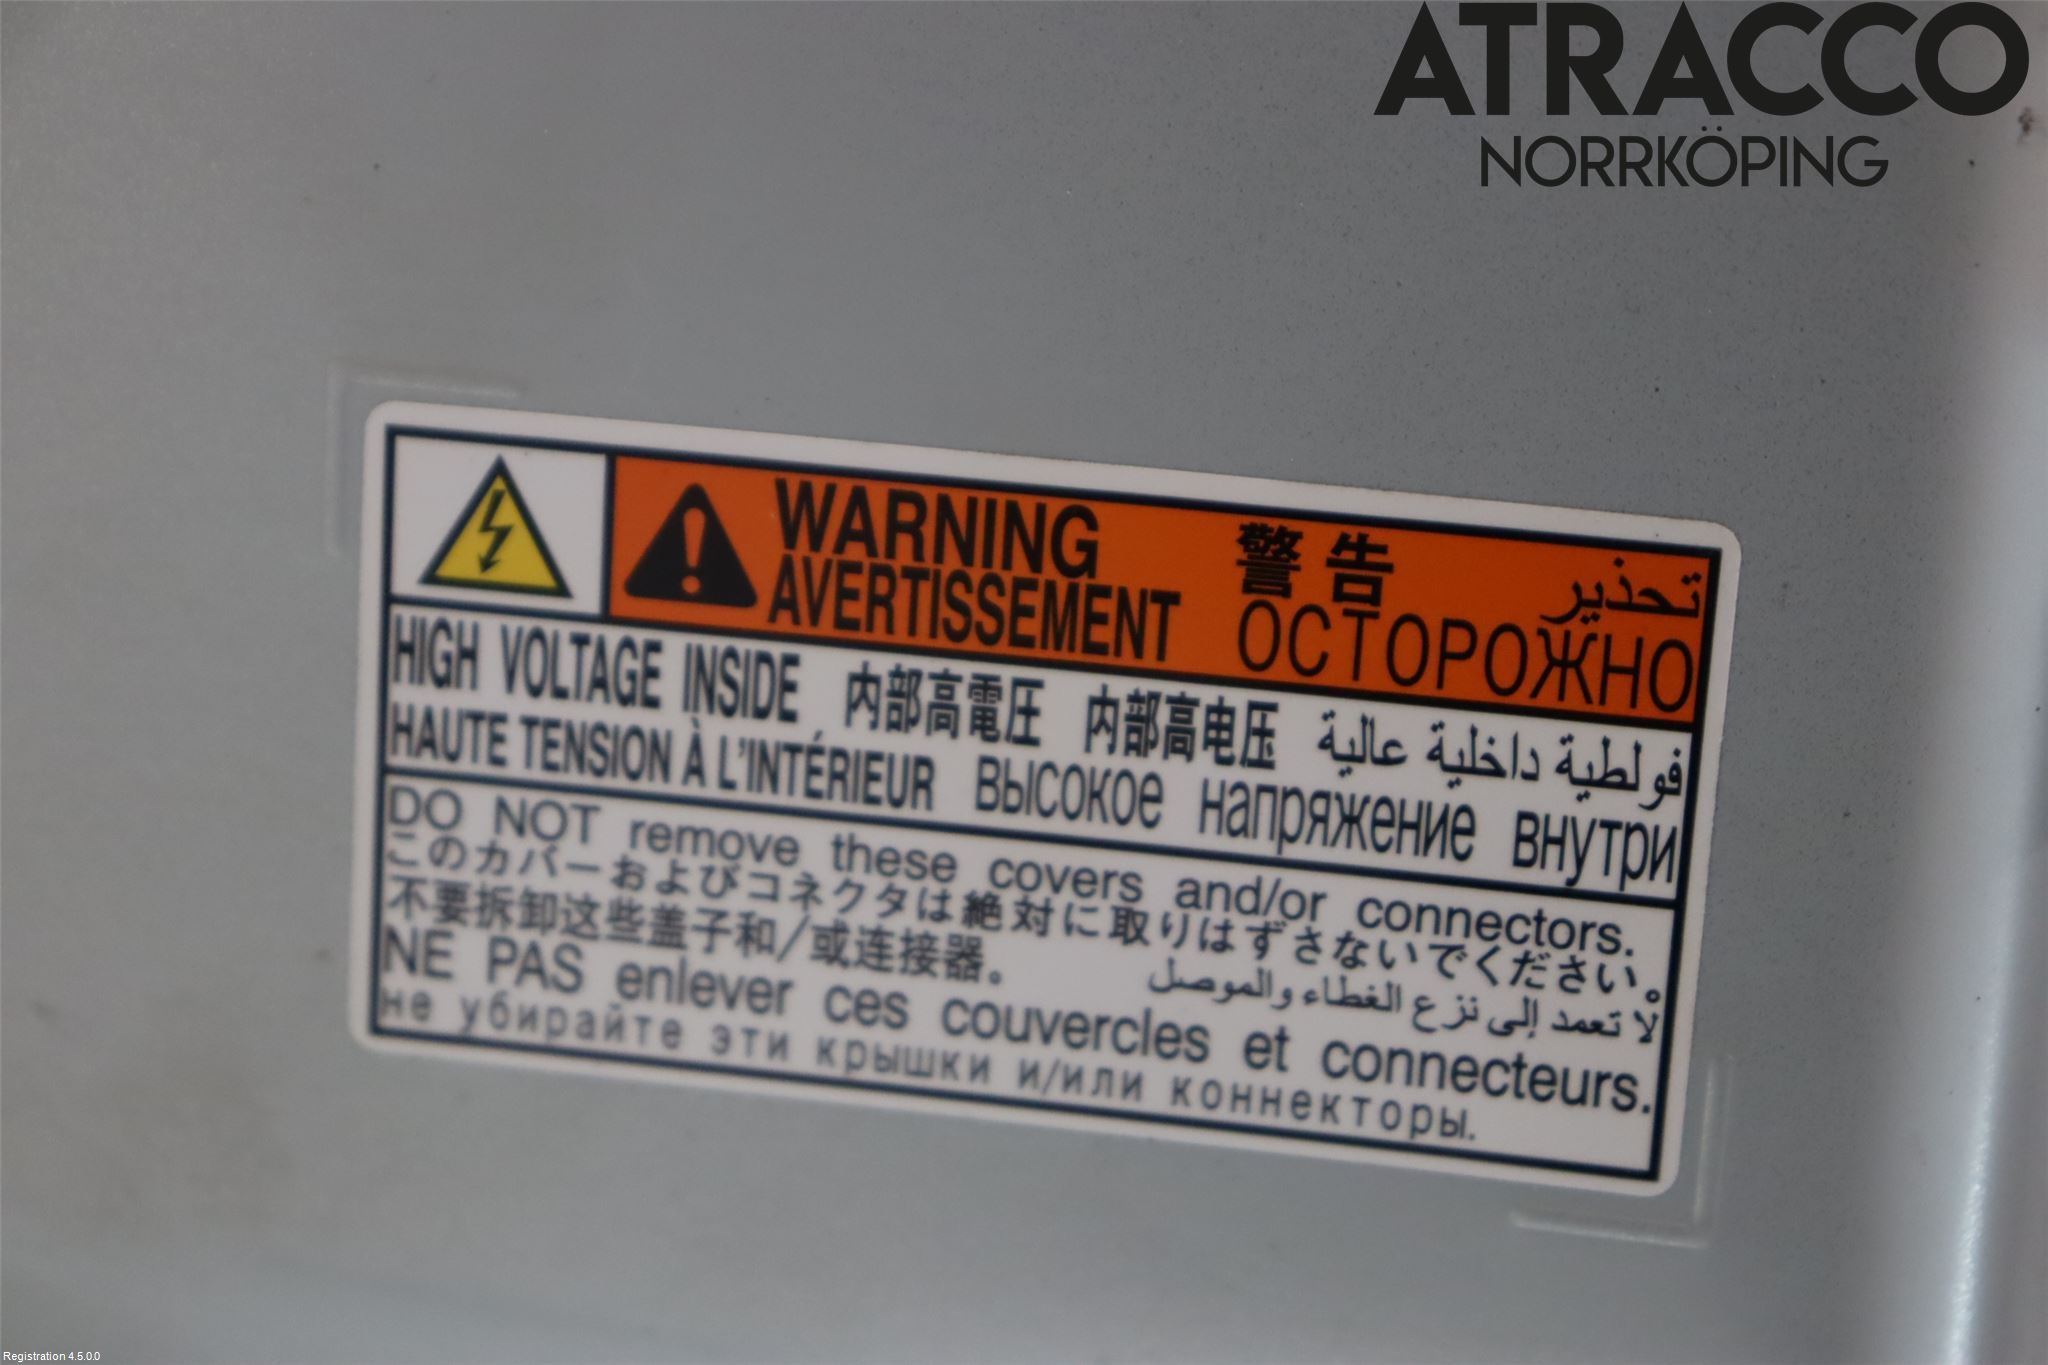 ATRACCO
NORRKÖPING
WARNING 警告 تحذير
AVERTISSEMENT ОСТОРОЖНО
HIGH VOLTAGE INSIDE 内部高電圧 内部高电压 فولطية داخلية عالية
HAUTE TENSION À L'INTÉRIEUR высокое напряжение внутри
DO NOT remove these covers and/or connectors.
このカバーおよびコネクタは絶対に取りはずさないでください。
不要拆卸这些盖子和/或连接器。 لا تعمد إلى نزع الغطاء والموصل
NE PAS enlever ces couvercles et connecteurs.
не убирайте эти крышки и/или коннекторы.
Registration 4.5.0.0